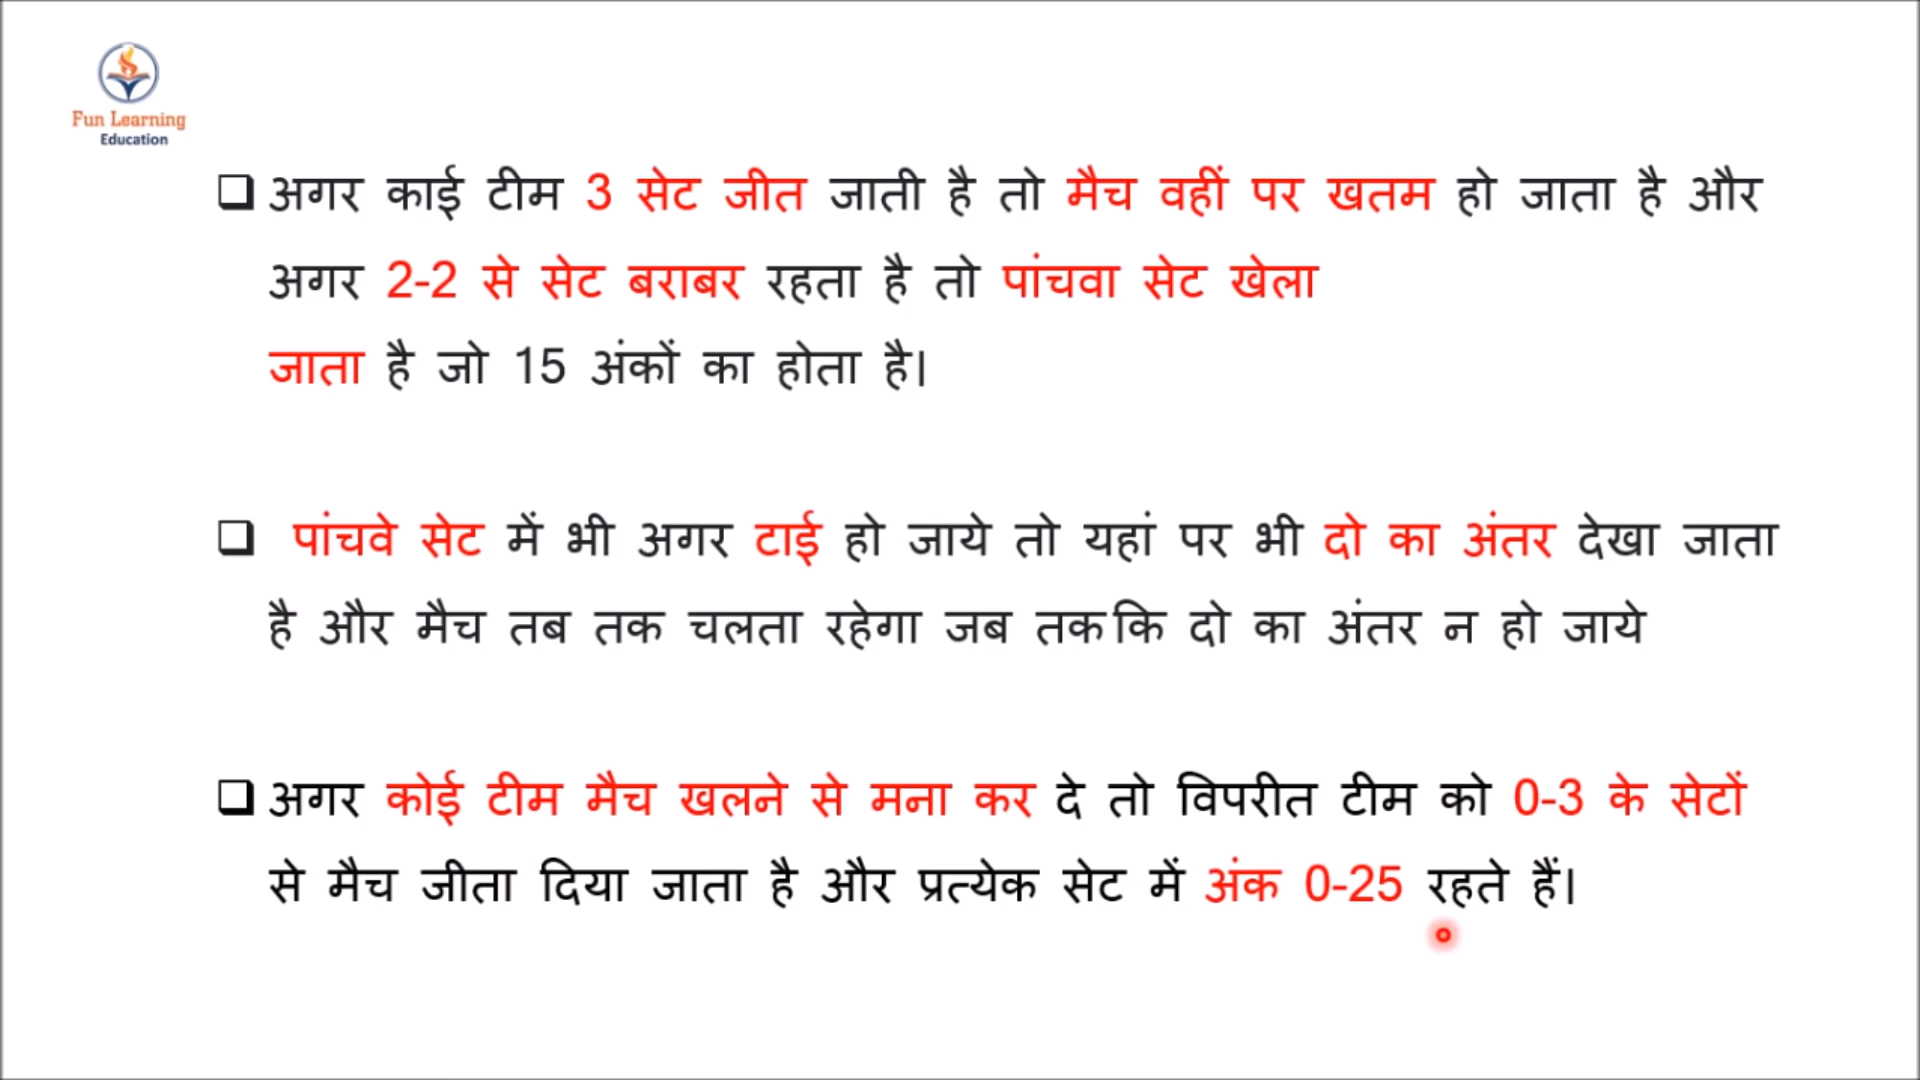 Fun Learning
Education
अगर काई टीम 3 सेट जीत जाती है तो मैच वहीं पर खतम हो जाता है और
अगर 2-2 से सेट बराबर रहता है तो पांचवा सेट खेला
जाता है जो 15 अंकों का होता है।
पांचवे सेट में भी अगर टाई हो जाये तो यहां पर भी दो का अंतर देखा जाता
है और मैच तब तक चलता रहेगा जब तक कि दो का अंतर न हो जाये
अगर कोई टीम मैच खलने से मना कर दे तो विपरीत टीम को 0-3 के सेटों
से मैच जीता दिया जाता है और प्रत्येक सेट में अंक 0-25 रहते हैं।